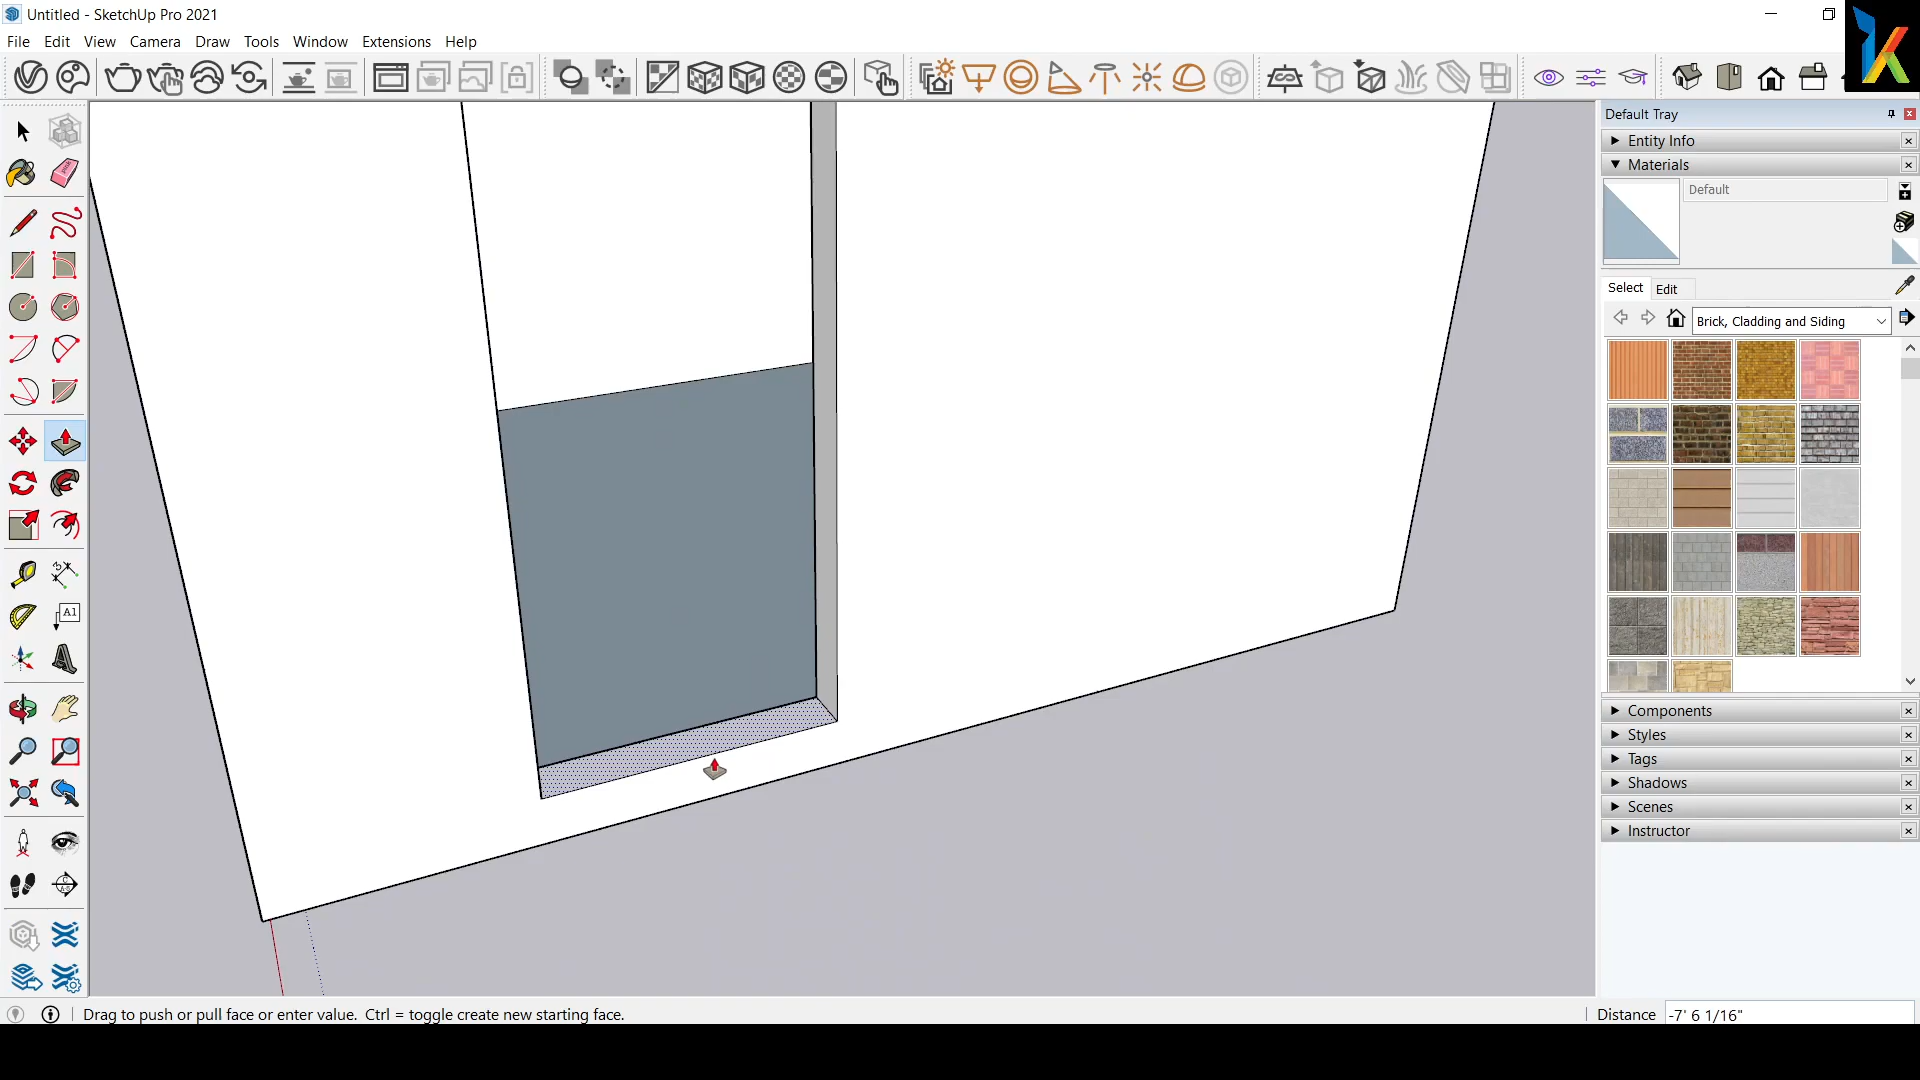 Untitled - SketchUp Pro 2021
File Edit View Camera Draw Tools Window Extensions Help
Default Tray
Entity Info
Materials
Default
Select Edit
Brick, Cladding and Siding
A1
Components
Styles
Tags
Shadows
Scenes
Instructor
Drag to push or pull face or enter value. Ctrl = toggle create new starting face.
Distance -7' 6 1/16"